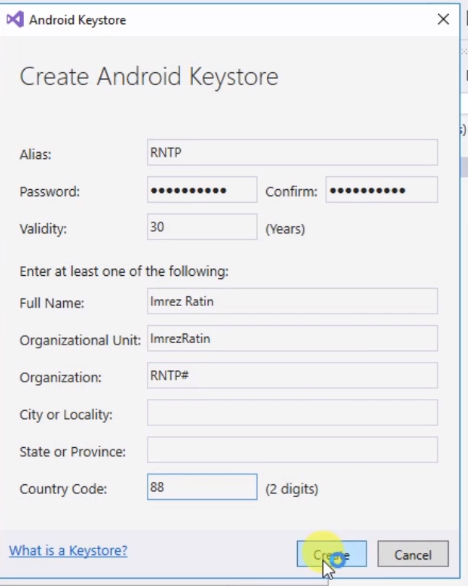 Android Keystore
Create Android Keystore
Alias: RNTP
Password: ●●●●●●●●●● Confirm: ●●●●●●●●●●
Validity: 30 (Years)
Enter at least one of the following:
Full Name: Imrez Ratin
Organizational Unit: ImrezRatin
Organization: RNTP#
City or Locality:
State or Province:
Country Code: 88 (2 digits)
What is a Keystore? Create Cancel